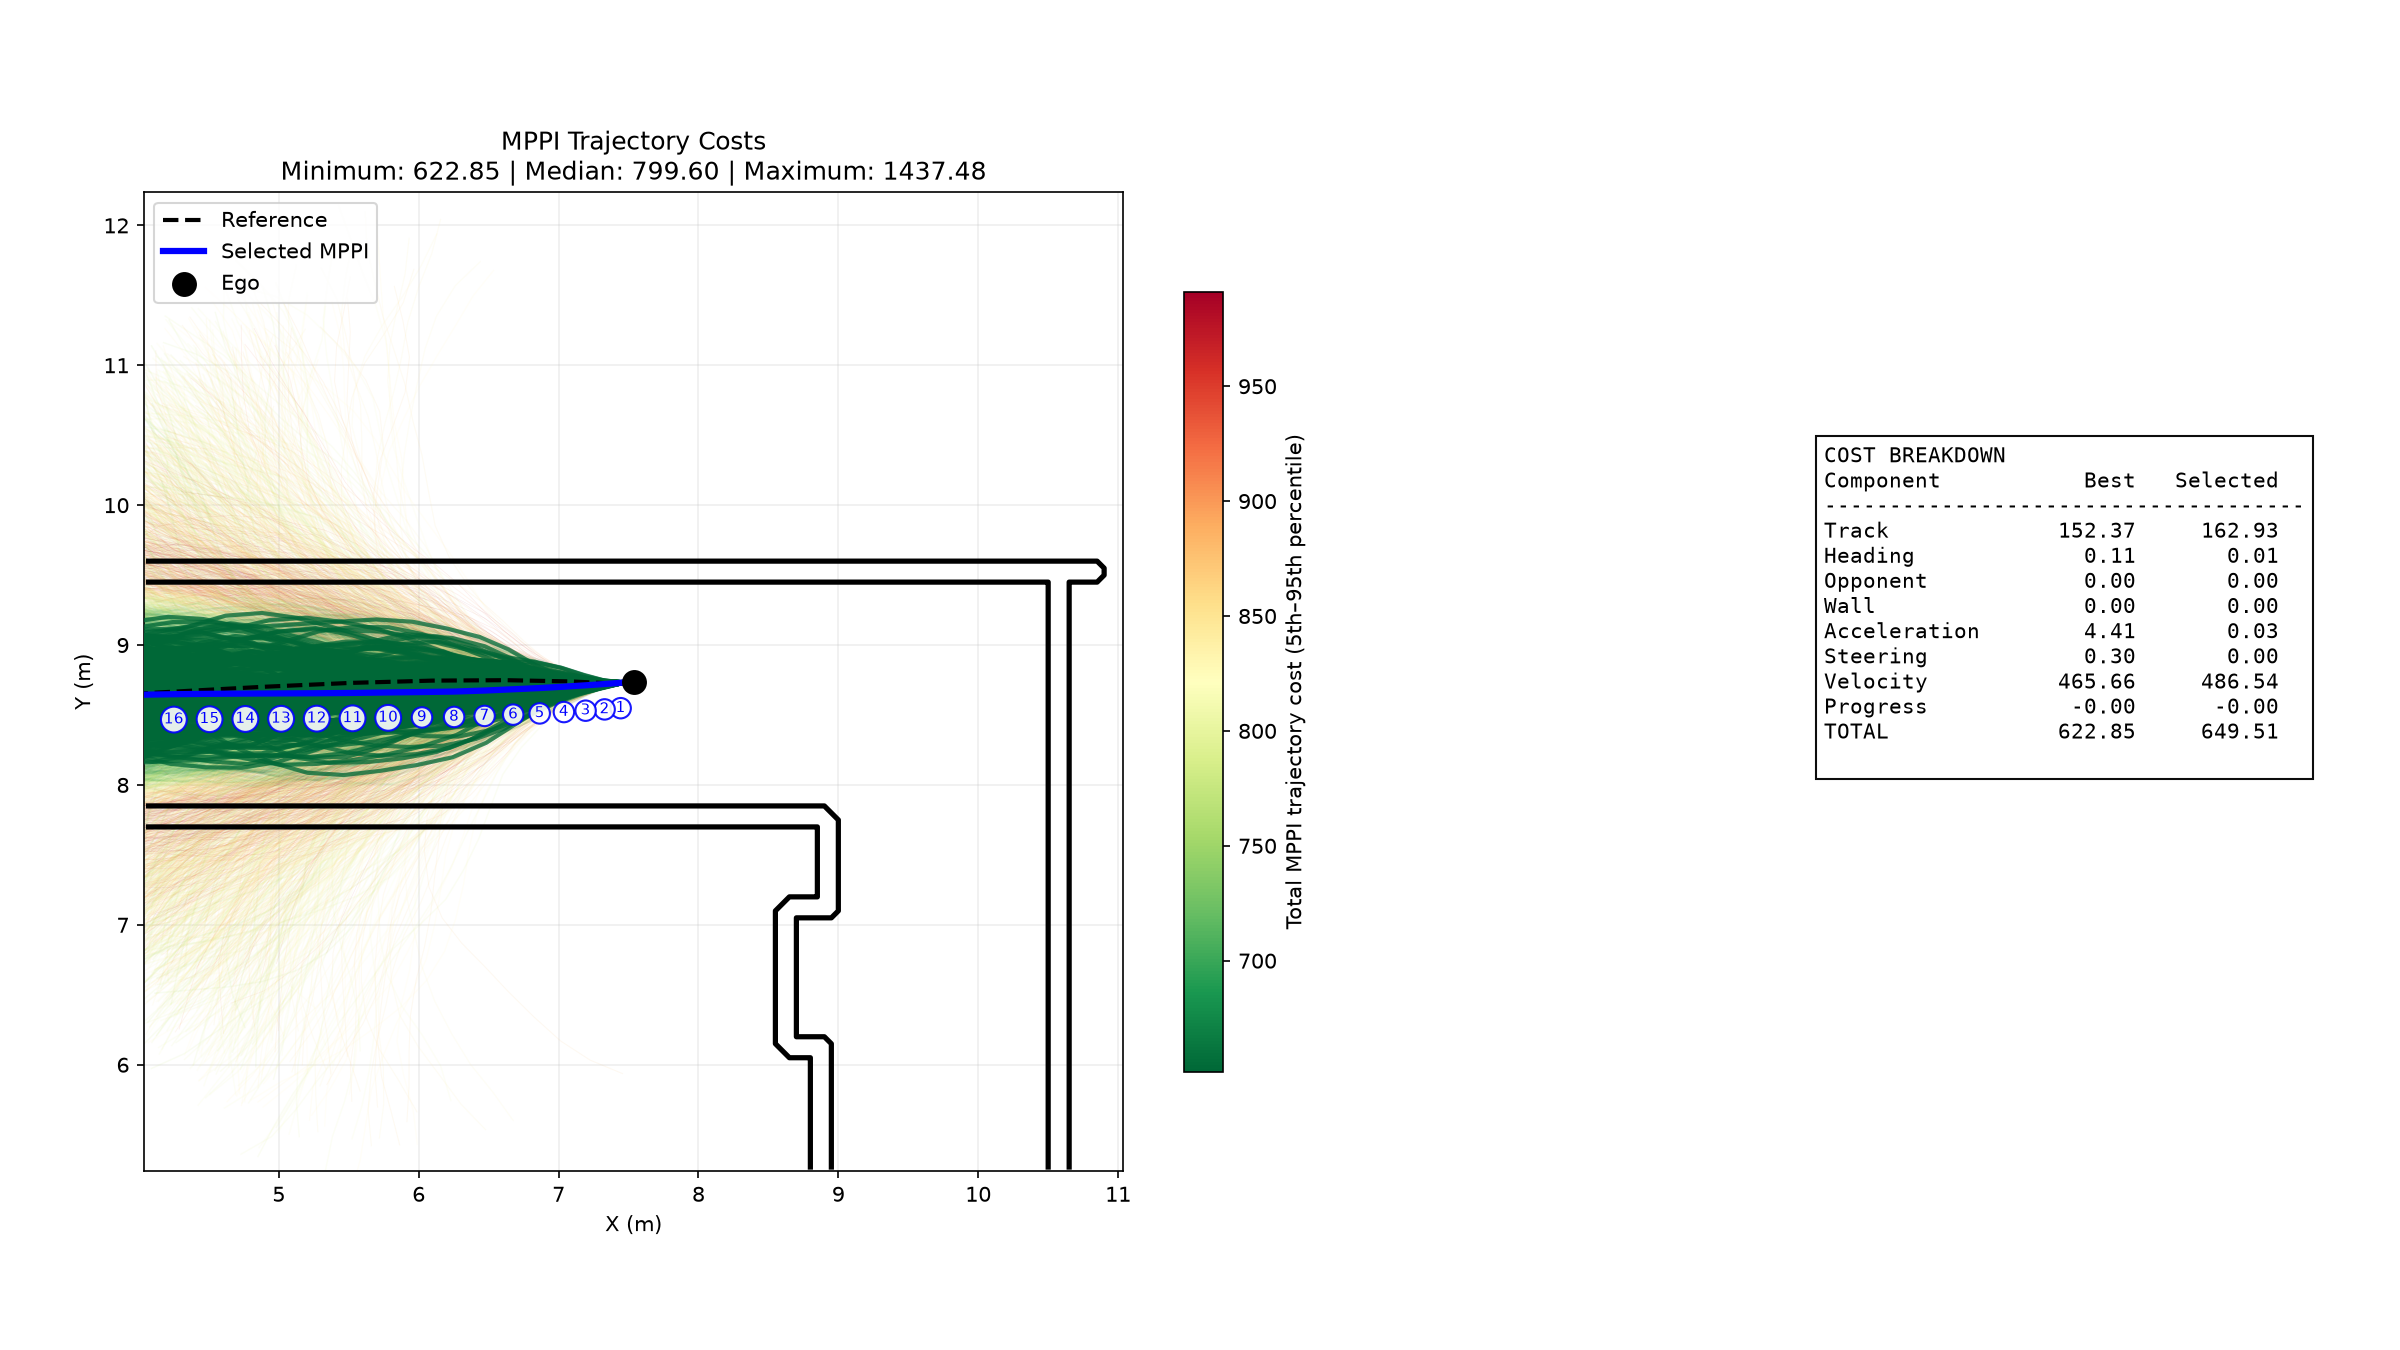 MPPI Trajectory Costs
Minimum: 622.85 | Median: 799.60 | Maximum: 1437.48
Reference
Selected MPPI
Ego
12
11
10
9
8
7
6
Y (m)
16 15 14 13 12 11 10 9 8 7 6 5 4 3 2 1
5 6 7 8 9 10 11
X (m)
950
900
850
800
750
700
Total MPPI trajectory cost (5th–95th percentile)
COST BREAKDOWN
Component Best Selected
-------------------------------------
Track 152.37 162.93
Heading 0.11 0.01
Opponent 0.00 0.00
Wall 0.00 0.00
Acceleration 4.41 0.03
Steering 0.30 0.00
Velocity 465.66 486.54
Progress -0.00 -0.00
TOTAL 622.85 649.51